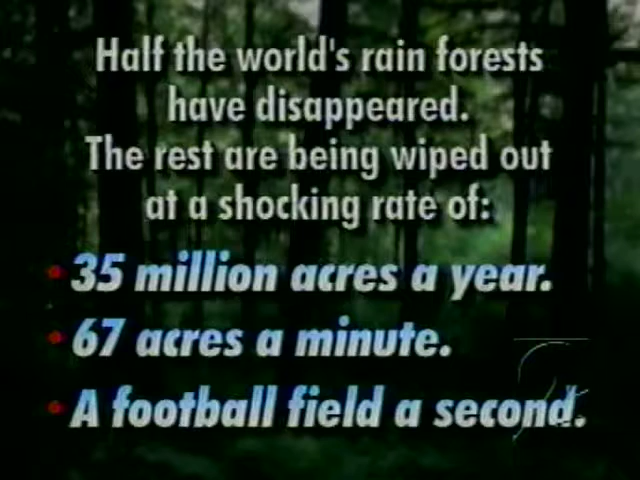 Half the world's rain forests
have disappeared.
The rest are being wiped out
at a shocking rate of:
• 35 million acres a year.
• 67 acres a minute.
• A football field a second.